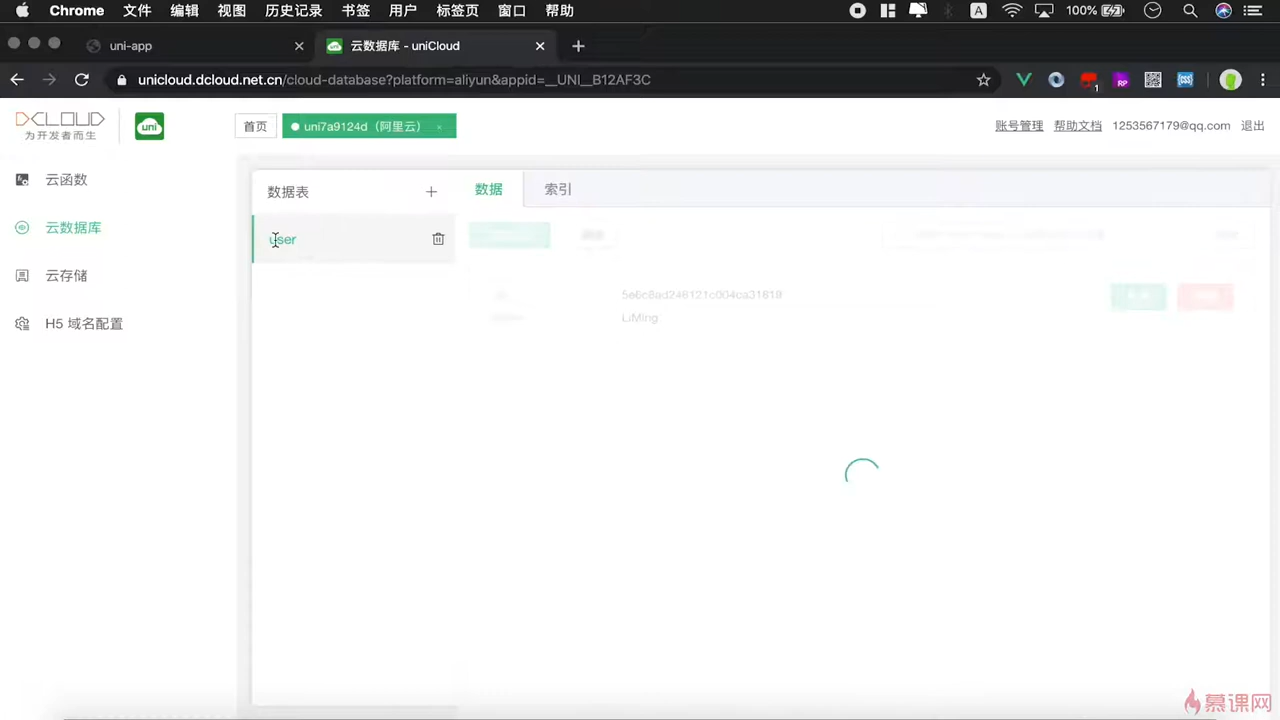 Chrome 文件 编辑 视图 历史记录 书签 用户 标签页 窗口 帮助 A 100%
uni-app 云数据库 - uniCloud
unicloud.dcloud.net.cn/cloud-database?platform=aliyun&appid=__UNI__B12AF3C RP 1
DCLOUD
为开发者而生
uni
首页 uni7a9124d（阿里云） ×
账号管理 帮助文档 1253567179@qq.com 退出
云函数
云数据库
云存储
H5 域名配置
数据表 +
数据 索引
user
LiMing
慕课网